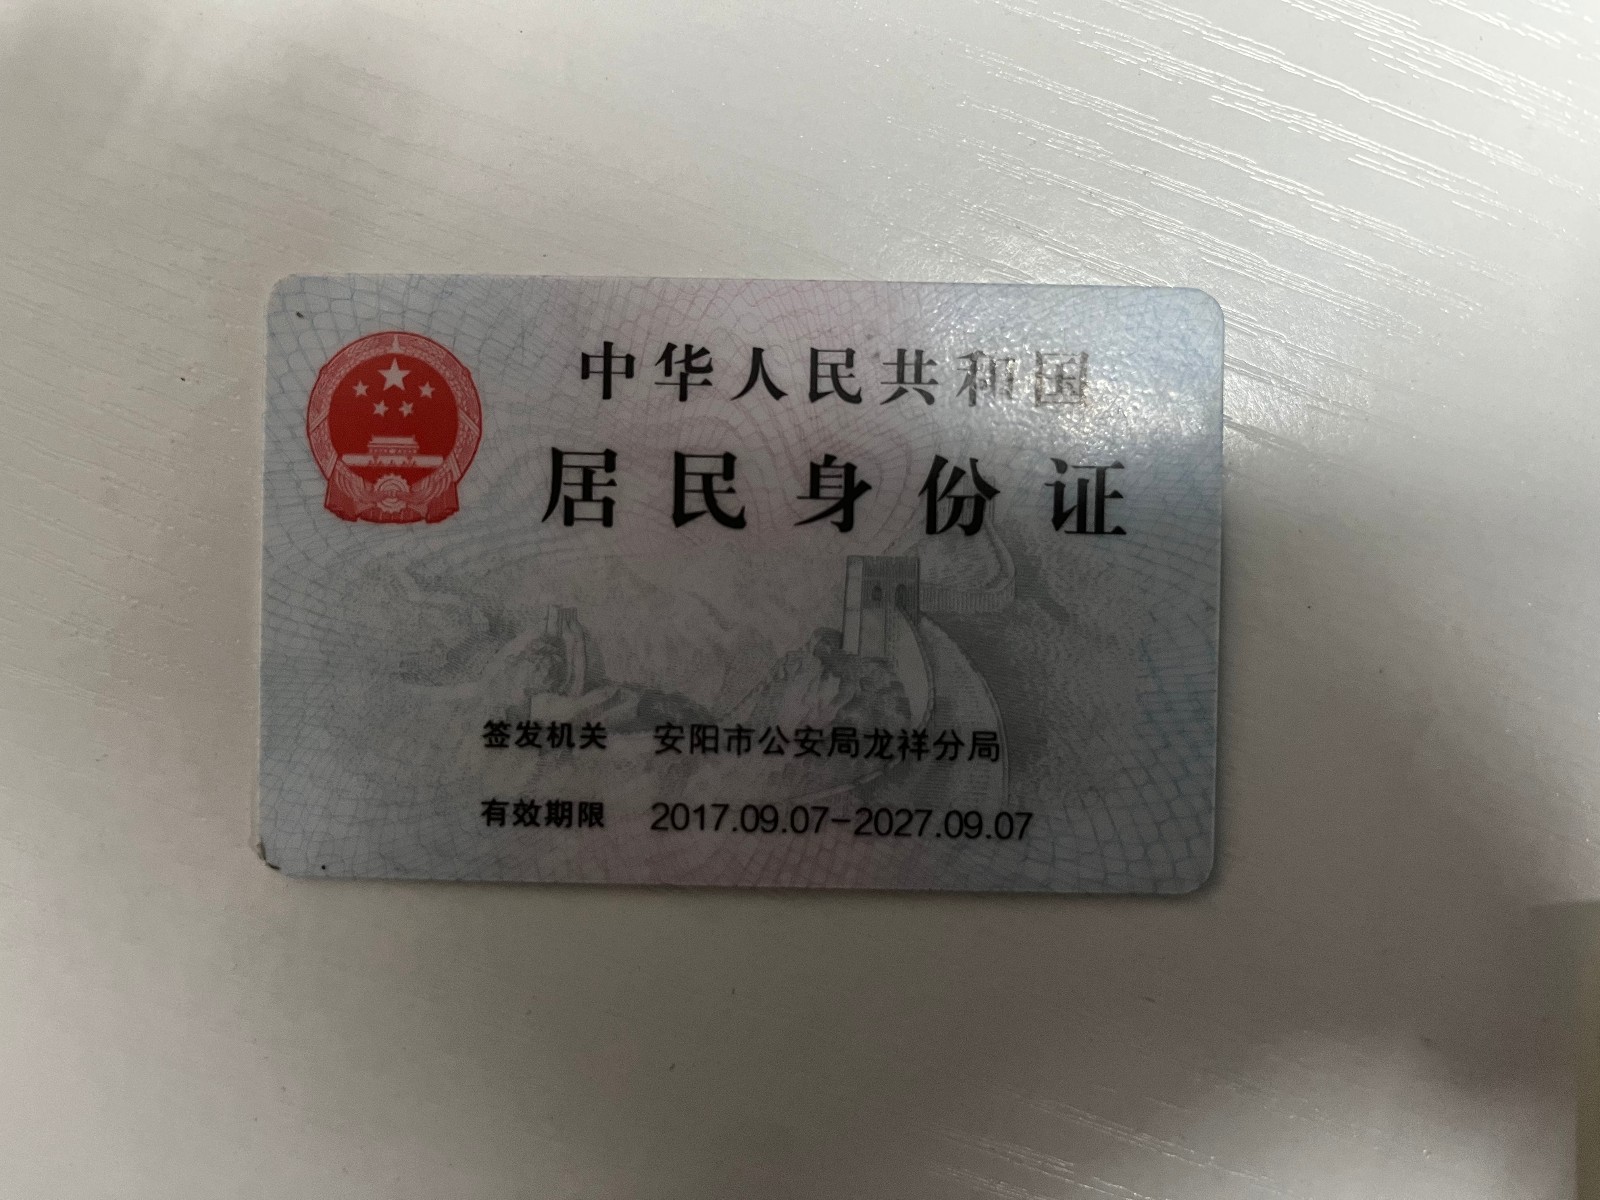 中华人民共和国
居民身份证
签发机关 安阳市公安局龙祥分局
有效期限 2017.09.07-2027.09.07